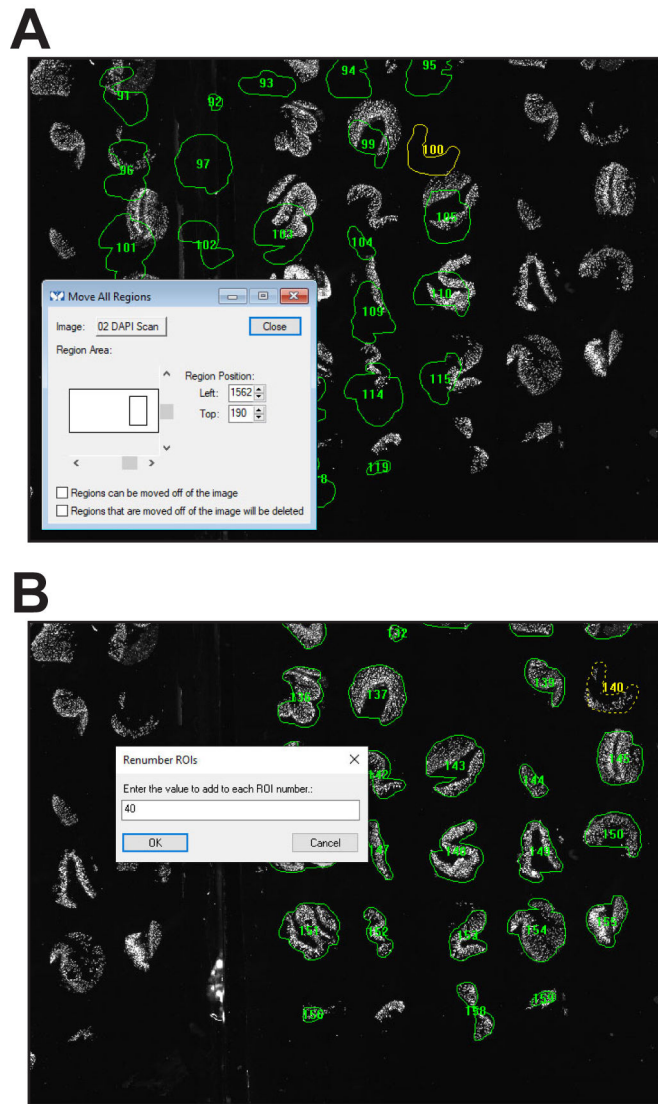 A
94
95
93
91
92
99
100
96
97
105
101
102
103
104
Move All Regions
Image:
02 DAPI Scan
Close
Region Area:
Region Position:
Left:
1562
Top:
190
Regions can be moved off of the image
Regions that are moved off of the image will be deleted
110
109
115
114
119
8
B
132
139
140
137
143
144
150
154
152
156
158
159
Renumber ROIs
Enter the value to add to each ROI number.:
40
OK
Cancel